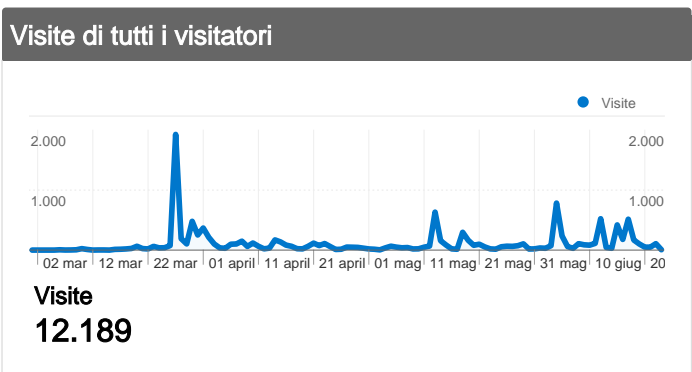 Visite di tutti i visitatori
Visite
2.000 2.000
1.000 1.000
02 mar 12 mar 22 mar 01 april 11 april 21 april 01 mag 11 mag 21 mag 31 mag 10 giug 20
Visite
12.189